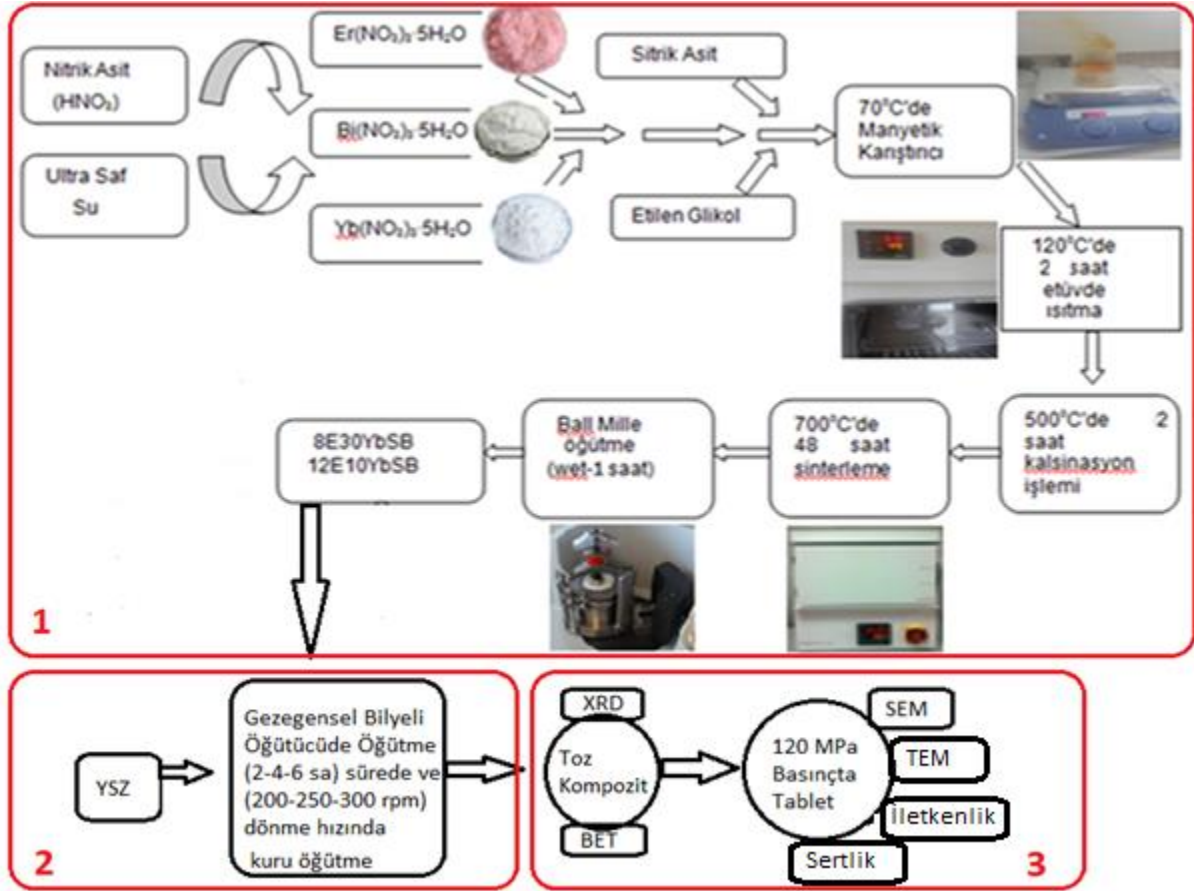 Er(NO₃)₃·5H₂O
Nitrik Asit
(HNO₃)
Sitrik Asit
70°C'de
Manyetik
Karıştırıcı
Bi(NO₃)₃·5H₂O
Ultra Saf
Su
Yb(NO₃)₃·5H₂O
Etilen Glikol
120°C'de
2 saat
etüvde
ısıtma
500°C'de 2
saat
kalsinasyon
işlemi
700°C'de
48 saat
sinterleme
Ball Mille
öğütme
(wet-1 saat)
8E30YbSB
12E10YbSB
1
YSZ
Gezegensel Bilyeli
Öğütücüde Öğütme
(2-4-6 sa) sürede ve
(200-250-300 rpm)
dönme hızında
kuru öğütme
2
XRD
Toz
Kompozit
BET
120 MPa
Basınçta
Tablet
SEM
TEM
İletkenlik
Sertlik
3